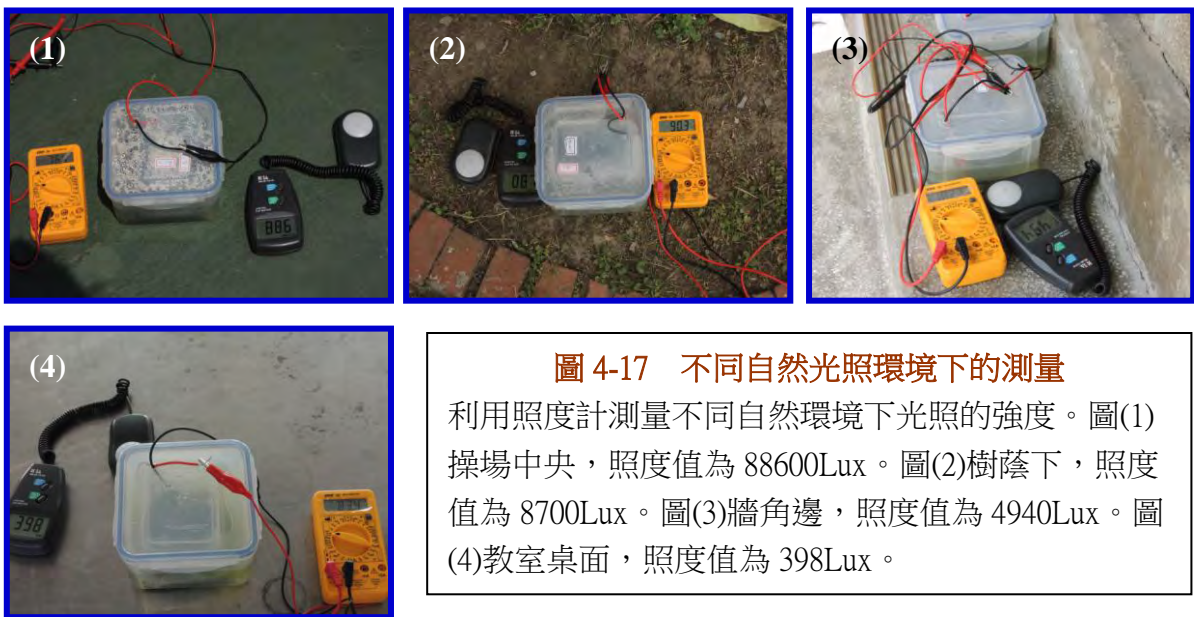 (1)
886
(2)
903
(3)
(4)
398
圖 4-17 不同自然光照環境下的測量
利用照度計測量不同自然環境下光照的強度。圖(1)
操場中央，照度值為 88600Lux。圖(2)樹蔭下，照度
值為 8700Lux。圖(3)牆角邊，照度值為 4940Lux。圖
(4)教室桌面，照度值為 398Lux。